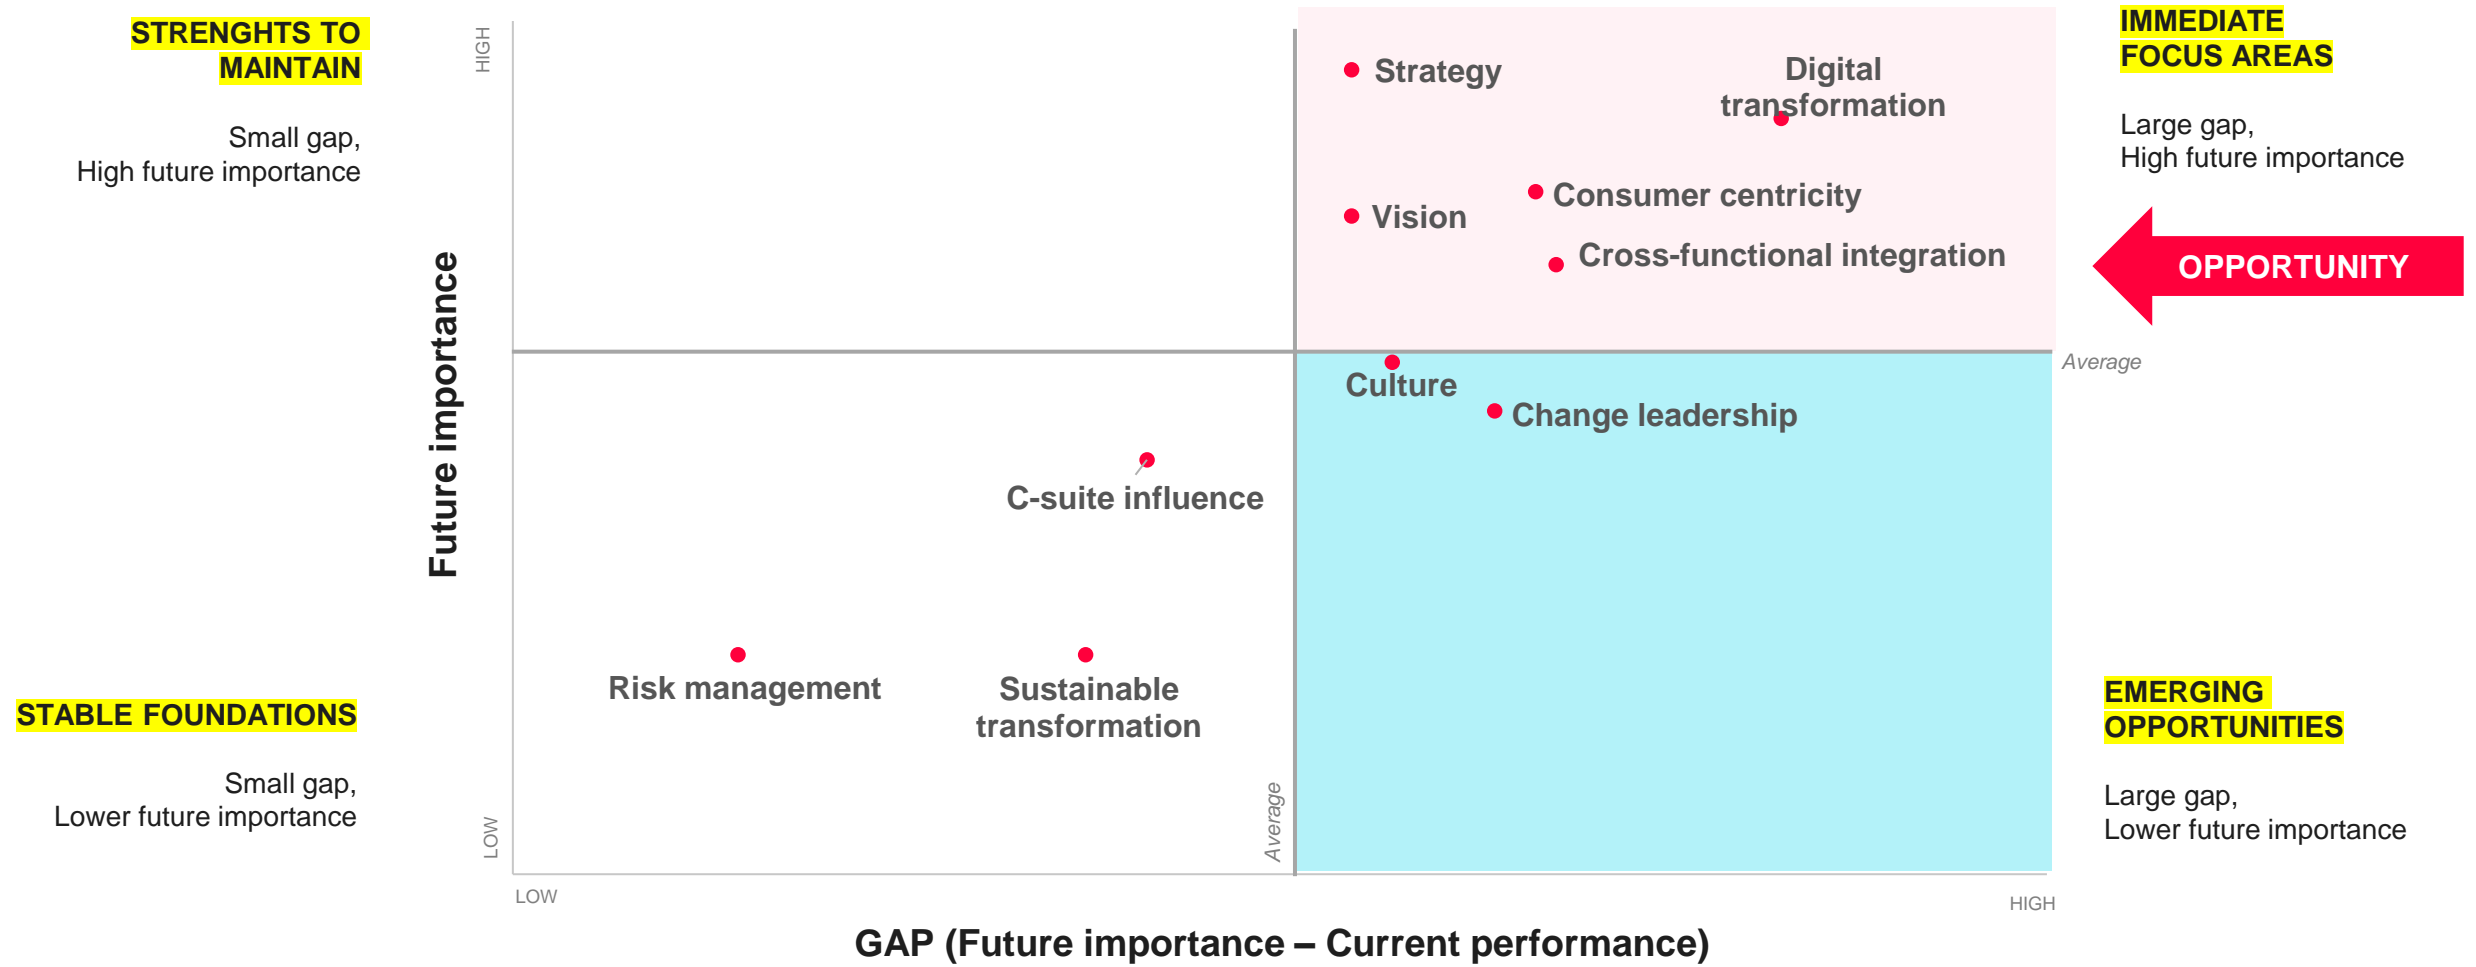 STRENGHTS TO
MAINTAIN
Small gap,
High future importance
HIGH
Strategy
Digital
transformation
Consumer centricity
Vision
Cross-functional integration
IMMEDIATE
FOCUS AREAS
Large gap,
High future importance
OPPORTUNITY
Future importance
Average
Culture
Change leadership
C-suite influence
Risk management
Sustainable
transformation
STABLE FOUNDATIONS
Small gap,
Lower future importance
EMERGING
OPPORTUNITIES
Large gap,
Lower future importance
LOW
Average
LOW
HIGH
GAP (Future importance – Current performance)